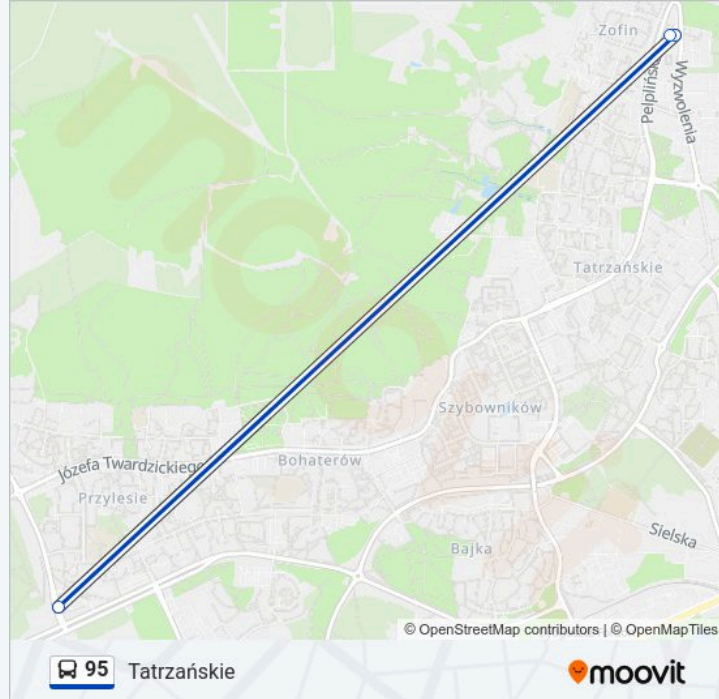 Zofin
Pelplińska
Wyzwolenia
Tatrzańskie
Szybowników
Józefa Twardzickiego
Bohaterów
Przylesie
Sielska
Bajka
© OpenStreetMap contributors | © OpenMapTiles
95 Tatrzańskie
moovit